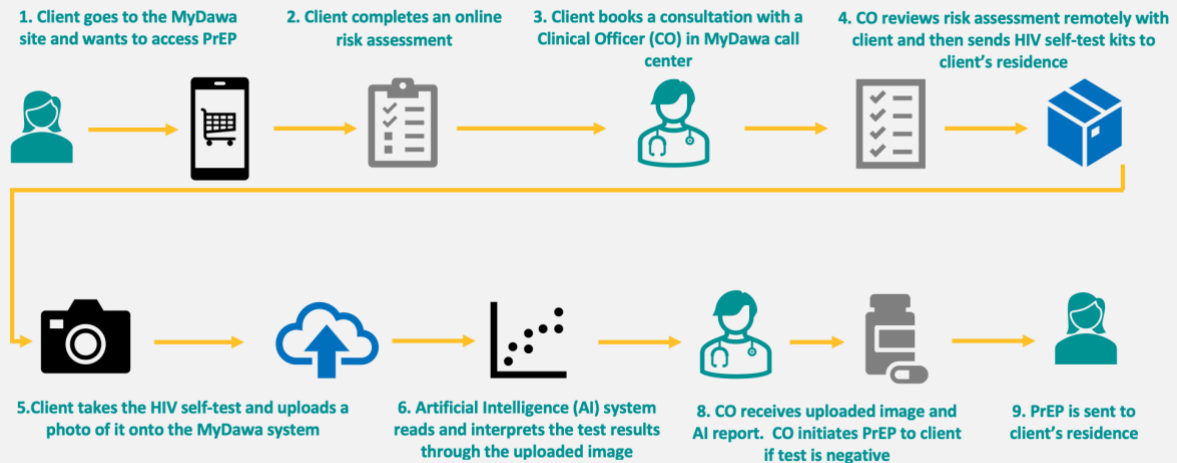 1. Client goes to the MyDawa
site and wants to access PrEP
2. Client completes an online
risk assessment
3. Client books a consultation with a
Clinical Officer (CO) in MyDawa call
center
4. CO reviews risk assessment remotely with
client and then sends HIV self-test kits to
client's residence
5.Client takes the HIV self-test and uploads a
photo of it onto the MyDawa system
6. Artificial Intelligence (AI) system
reads and interprets the test results
through the uploaded image
8. CO receives uploaded image and
AI report.  CO initiates PrEP to client
if test is negative
9. PrEP is sent to
client's residence